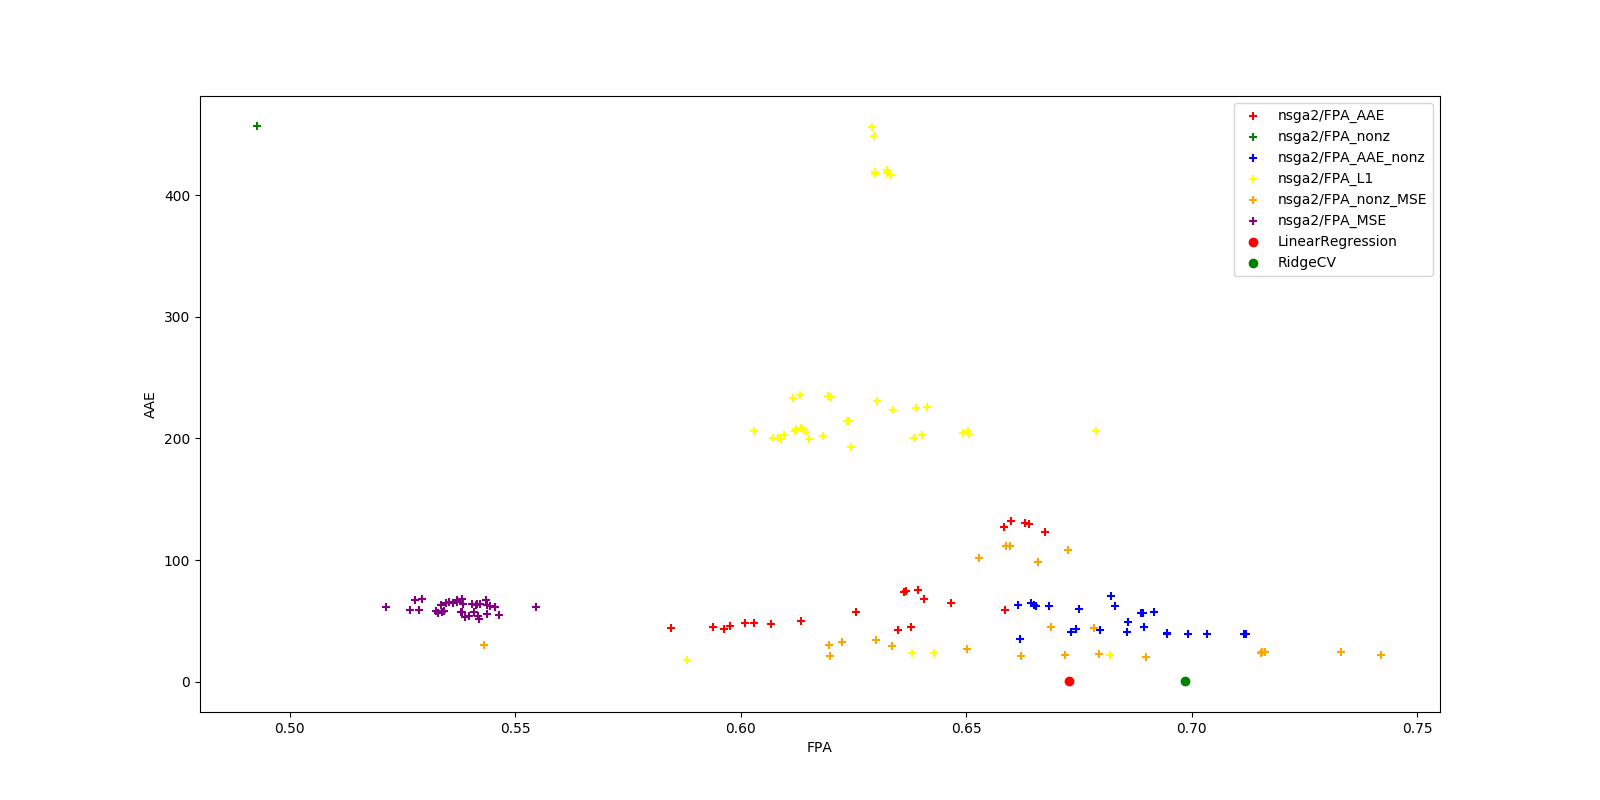 nsga2/FPA_AAE
nsga2/FPA_nonz
nsga2/FPA_AAE_nonz
nsga2/FPA_L1
nsga2/FPA_nonz_MSE
nsga2/FPA_MSE
LinearRegression
RidgeCV
400
300
200
100
0
AAE
0.50 0.55 0.60 0.65 0.70 0.75
FPA